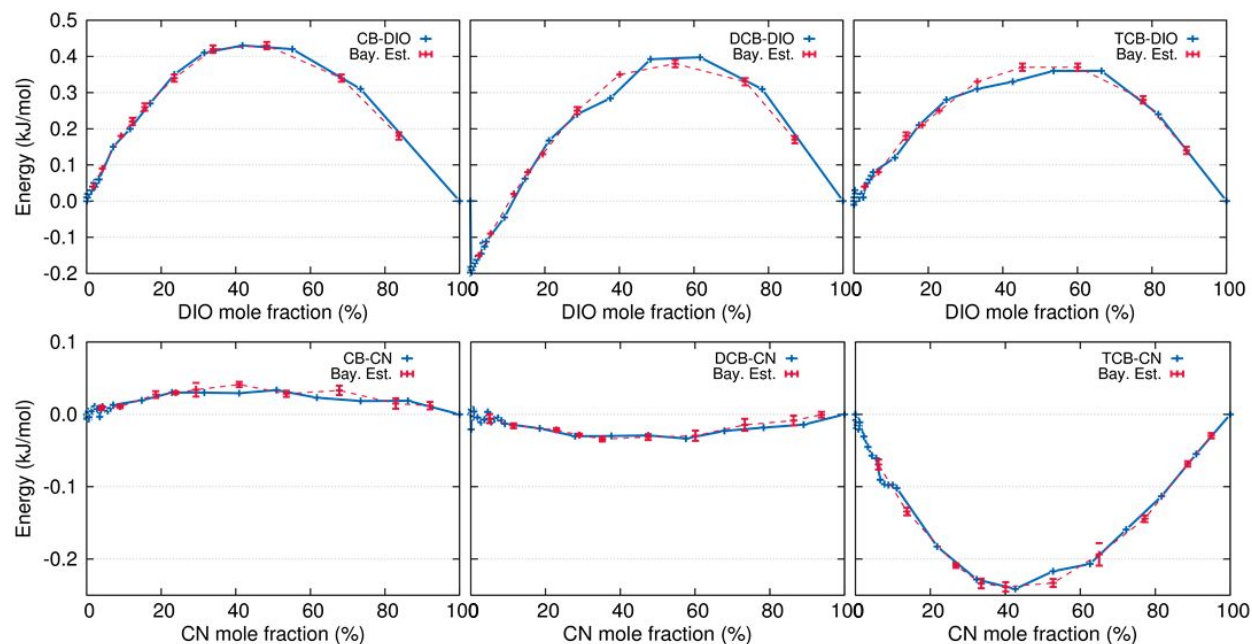 0.5
0.4
0.3
0.2
0.1
0.0
-0.1
-0.2
Energy (kJ/mol)
CB-DIO
Bay. Est.
0 20 40 60 80 100
DIO mole fraction (%)
DCB-DIO
Bay. Est.
0 20 40 60 80 100
DIO mole fraction (%)
TCB-DIO
Bay. Est.
0 20 40 60 80 100
DIO mole fraction (%)
0.1
0.0
-0.1
-0.2
Energy (kJ/mol)
CB-CN
Bay. Est.
0 20 40 60 80 100
CN mole fraction (%)
DCB-CN
Bay. Est.
0 20 40 60 80 100
CN mole fraction (%)
TCB-CN
Bay. Est.
0 20 40 60 80 100
CN mole fraction (%)